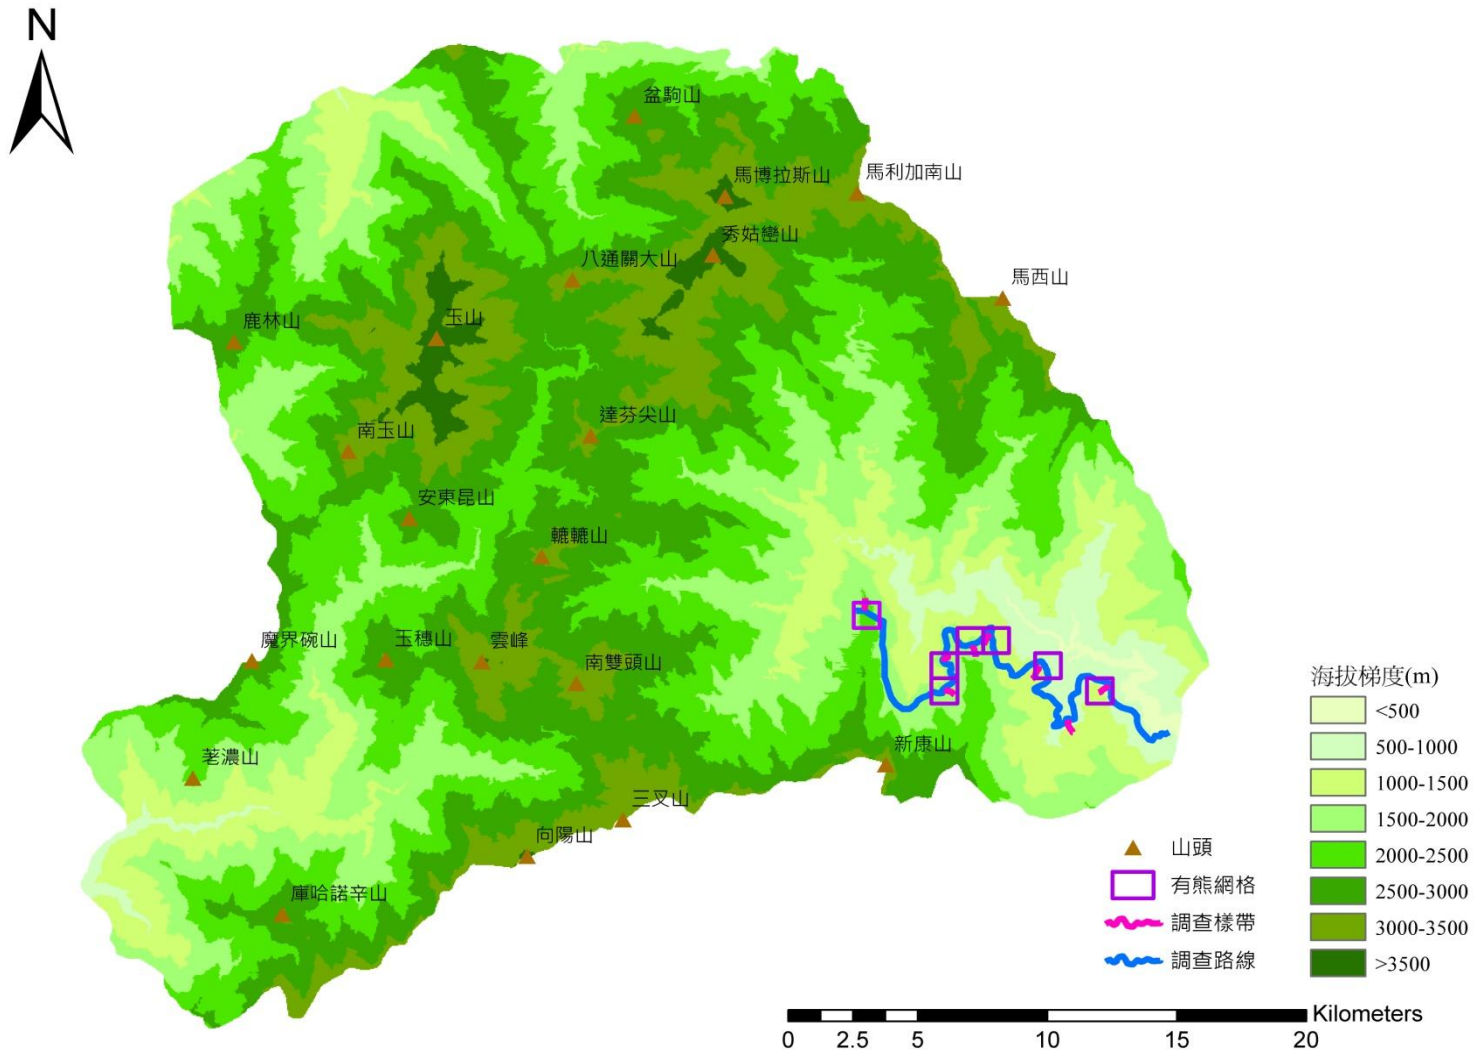 N
盆駒山
馬博拉斯山
馬利加南山
秀姑巒山
八通關大山
馬西山
鹿林山
玉山
達芬尖山
南玉山
安東昆山
轆轆山
魔界碗山
玉穗山
雲峰
南雙頭山
新康山
荖濃山
三叉山
向陽山
庫哈諾辛山
山頭
有熊網格
調查樣帶
調查路線
海拔梯度(m)
<500
500-1000
1000-1500
1500-2000
2000-2500
2500-3000
3000-3500
>3500
Kilometers
0 2.5 5 10 15 20